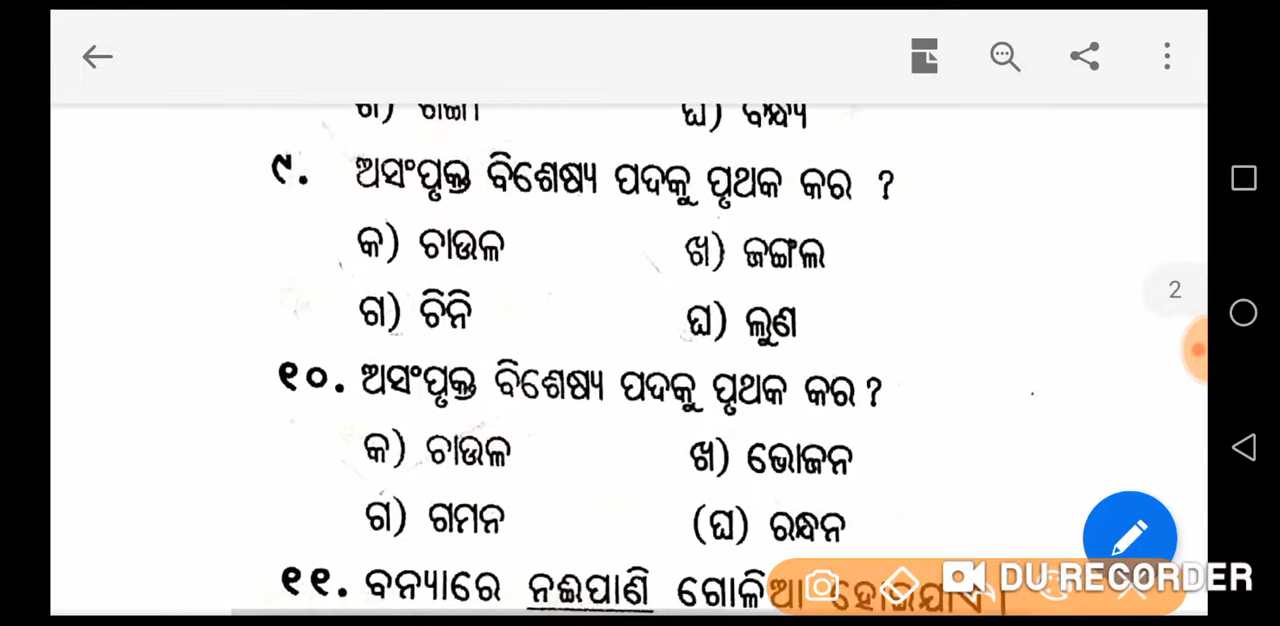 ଘ) ବନ୍ଧ୍ୟ
୯. ଅସଂପୃକ୍ତ ବିଶେଷ୍ୟ ପଦକୁ ପୃଥକ କର ?
କ) ଚାଉଳ ଖ) ଜଙ୍ଗଲ
ଗ) ଚିନି ଘ) ଲୁଣ
2
୧୦. ଅସଂପୃକ୍ତ ବିଶେଷ୍ୟ ପଦକୁ ପୃଥକ କର ?
କ) ଚାଉଳ ଖ) ଭୋଜନ
ଗ) ଗମନ (ଘ) ରନ୍ଧନ
୧୧. ବନ୍ୟାରେ ନଈପାଣି ଗୋଳିଆ
DU RECORDER